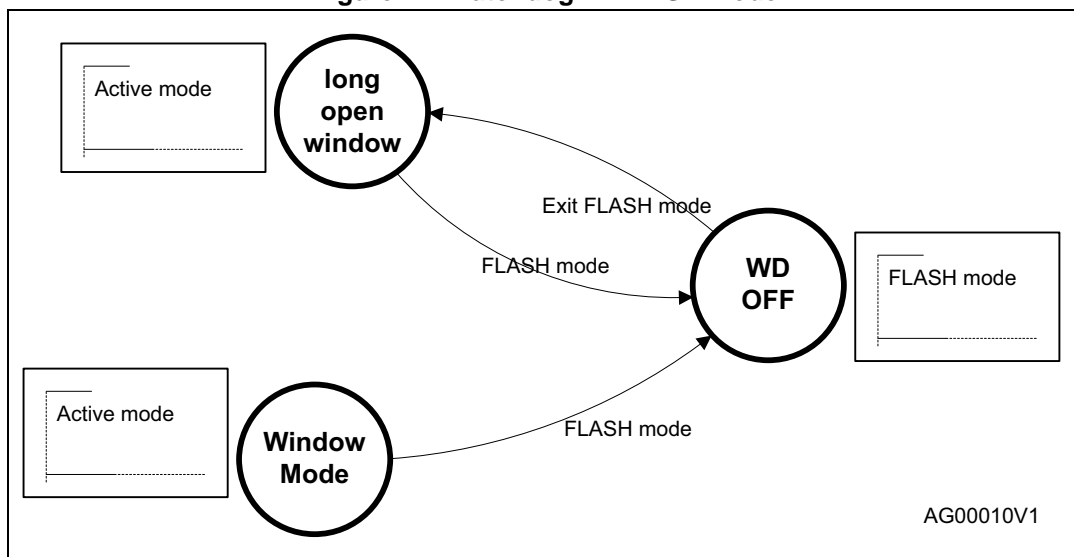 Active mode
long
open
window
Exit FLASH mode
FLASH mode
WD
OFF
FLASH mode
Active mode
Window
Mode
FLASH mode
AG00010V1